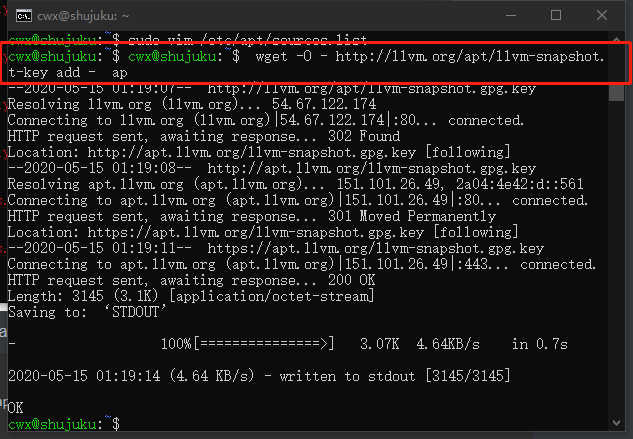 cwx@shujuku: ~
cwx@shujuku:~$ sudo vim /etc/apt/sources.list
cwx@shujuku:~$ cwx@shujuku:~$  wget -O - http://llvm.org/apt/llvm-snapshot.
t-key add -  ap
--2020-05-15 01:19:07--  http://llvm.org/apt/llvm-snapshot.gpg.key
Resolving llvm.org (llvm.org)... 54.67.122.174
Connecting to llvm.org (llvm.org)|54.67.122.174|:80... connected.
HTTP request sent, awaiting response... 302 Found
Location: http://apt.llvm.org/llvm-snapshot.gpg.key [following]
--2020-05-15 01:19:08--  http://apt.llvm.org/llvm-snapshot.gpg.key
Resolving apt.llvm.org (apt.llvm.org)... 151.101.26.49, 2a04:4e42:d::561
Connecting to apt.llvm.org (apt.llvm.org)|151.101.26.49|:80... connected.
HTTP request sent, awaiting response... 301 Moved Permanently
Location: https://apt.llvm.org/llvm-snapshot.gpg.key [following]
--2020-05-15 01:19:11--  https://apt.llvm.org/llvm-snapshot.gpg.key
Connecting to apt.llvm.org (apt.llvm.org)|151.101.26.49|:443... connected.
HTTP request sent, awaiting response... 200 OK
Length: 3145 (3.1K) [application/octet-stream]
Saving to: ‘STDOUT’
-                   100%[===============>]   3.07K  4.64KB/s    in 0.7s
2020-05-15 01:19:14 (4.64 KB/s) - written to stdout [3145/3145]
OK
cwx@shujuku:~$